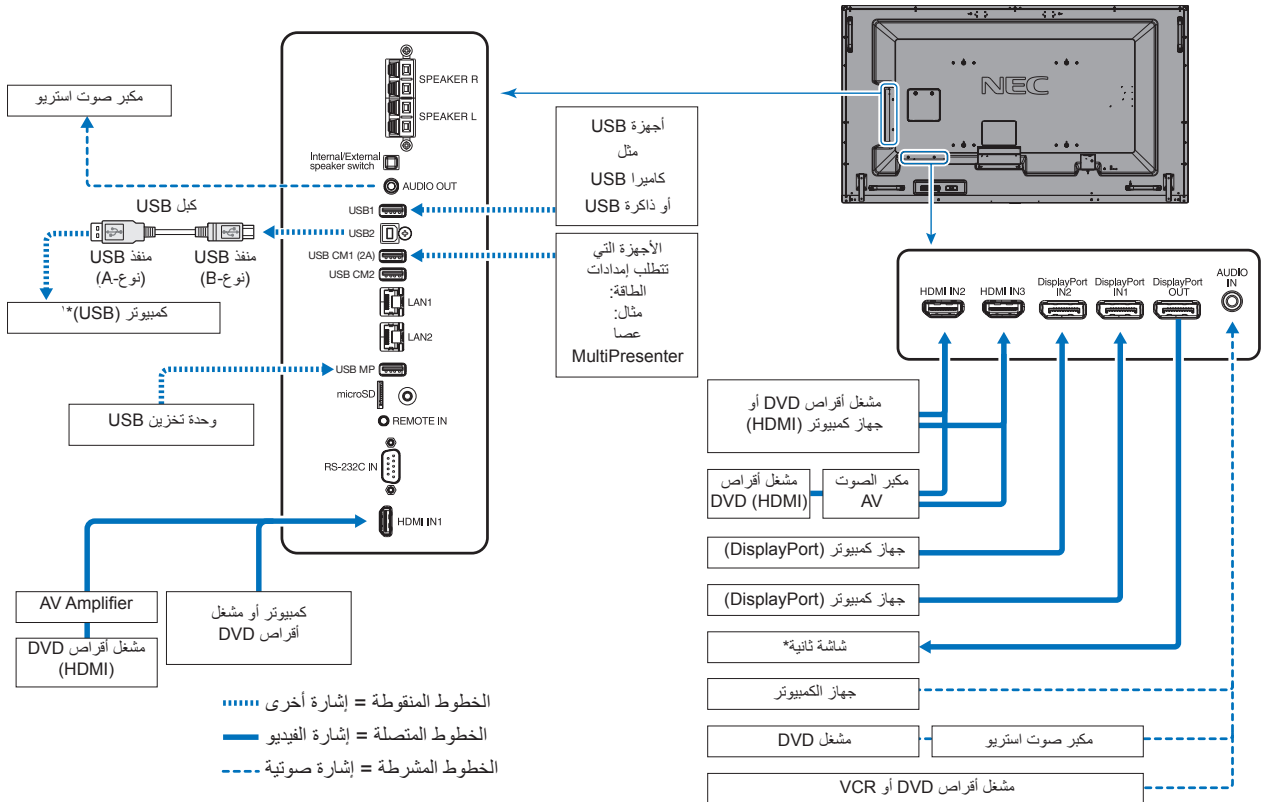 NEC
SPEAKER R
SPEAKER L
Internal/External
speaker switch
AUDIO OUT
USB1
USB2
USB CM1 (2A)
USB CM2
LAN1
LAN2
USB MP
microSD
REMOTE IN
RS-232C IN
HDMI IN1
مكبر صوت استريو
كبل USB
منفذ USB
(نوع-A)
منفذ USB
(نوع-B)
كمبيوتر (USB)*١
وحدة تخزين USB
AV Amplifier
مشغل أقراص DVD
(HDMI)
كمبيوتر أو مشغل
أقراص DVD
أجهزة USB
مثل
كاميرا USB
أو ذاكرة USB
الأجهزة التي
تتطلب إمدادات
الطاقة:
مثال:
عصا
MultiPresenter
HDMI IN2
HDMI IN3
DisplayPort
IN2
DisplayPort
IN1
DisplayPort
OUT
AUDIO
IN
مشغل أقراص DVD أو
جهاز كمبيوتر (HDMI)
مشغل أقراص
DVD (HDMI)
مكبر الصوت
AV
جهاز كمبيوتر (DisplayPort)
جهاز كمبيوتر (DisplayPort)
شاشة ثانية*
جهاز الكمبيوتر
مشغل DVD
مكبر صوت استريو
مشغل أقراص DVD أو VCR
الخطوط المنقوطة = إشارة أخرى
الخطوط المتصلة = إشارة الفيديو
الخطوط المشرطة = إشارة صوتية